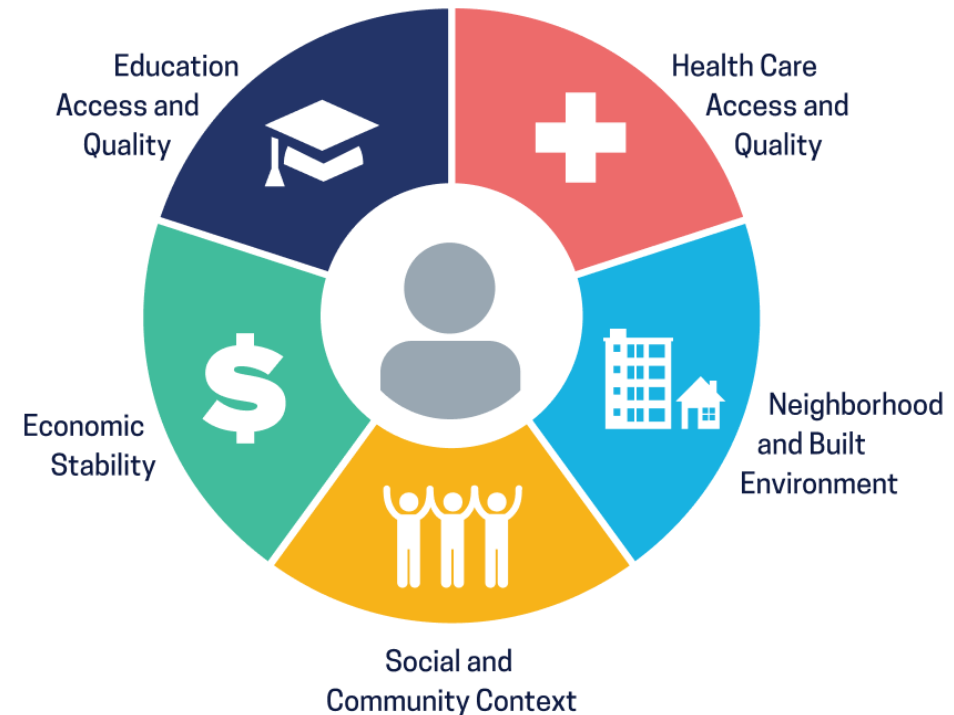 Education
Access and
Quality
Health Care
Access and
Quality
Economic
Stability
Neighborhood
and Built
Environment
Social and
Community Context